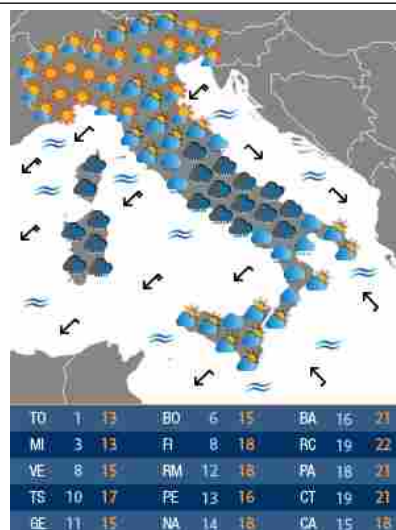 TO 1 13 BO 6 15 BA 16 21
MI 3 13 FI 8 18 RC 19 22
VE 8 15 RM 12 18 PA 18 21
TS 10 17 PE 13 16 CT 19 21
GE 11 15 NA 14 18 CA 15 18